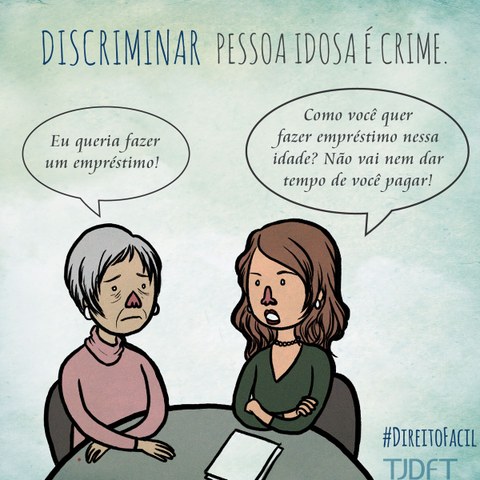 DISCRIMINAR PESSOA IDOSA É CRIME.
Eu queria fazer
um empréstimo!
Como você quer
fazer empréstimo nessa
idade? Não vai nem dar
tempo de você pagar!
#DIREITOFACIL
TJDFT